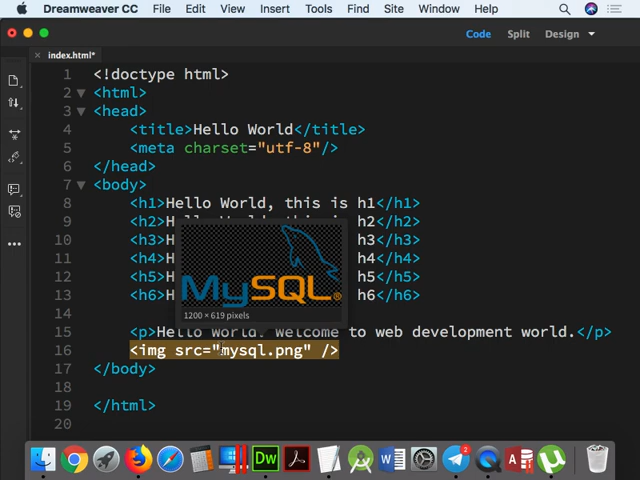 Dreamweaver CC File Edit View Insert Tools Find Site Window Help
Code Split Design
index.html*
1 <!doctype html>
2 <html>
3 <head>
4 <title>Hello World</title>
5 <meta charset="utf-8"/>
6 </head>
7 <body>
8 <h1>Hello World, this is h1</h1>
9 <h2>H h2</h2>
10 <h3>H h3</h3>
11 <h4>H h4</h4>
12 <h5>H h5</h5>
13 <h6>H h6</h6>
MySQL®
1200 × 619 pixels
14
15 <p>Hello World. Welcome to web development world.</p>
16 <img src="mysql.png" />
17 </body>
18
19 </html>
20
Dw
W
A
2
µ